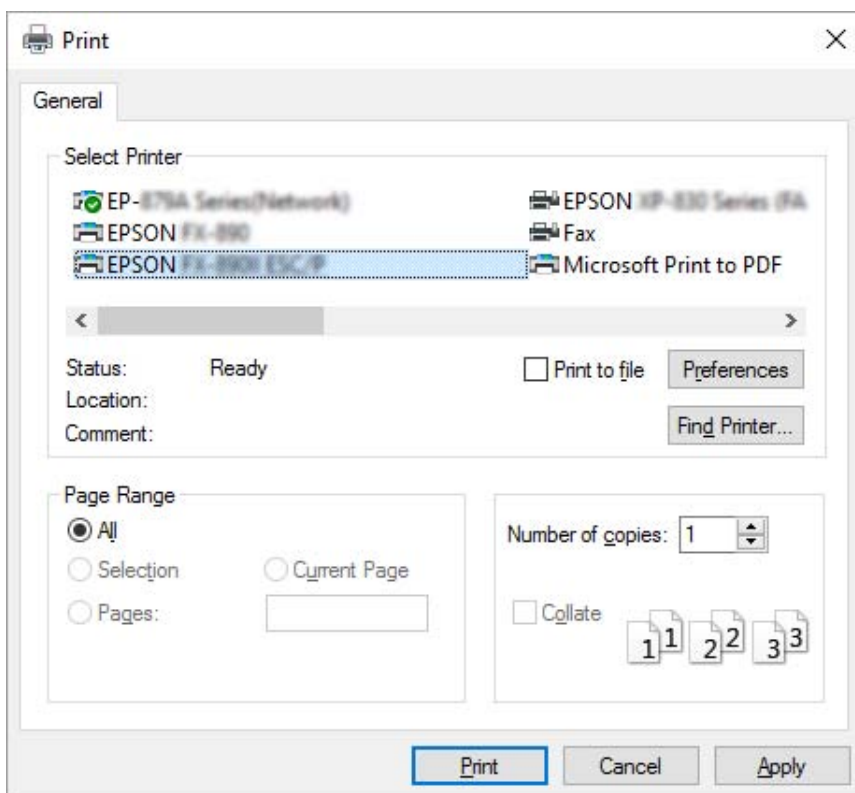 Print
General
Select Printer
EP-
EPSON
EPSON
EPSON
Fax
Microsoft Print to PDF
Status: Ready
Location:
Comment:
Print to file
Preferences
Find Printer...
Page Range
All
Selection
Current Page
Pages:
Number of copies: 1
Collate
1 1 2 2 3 3
Print Cancel Apply